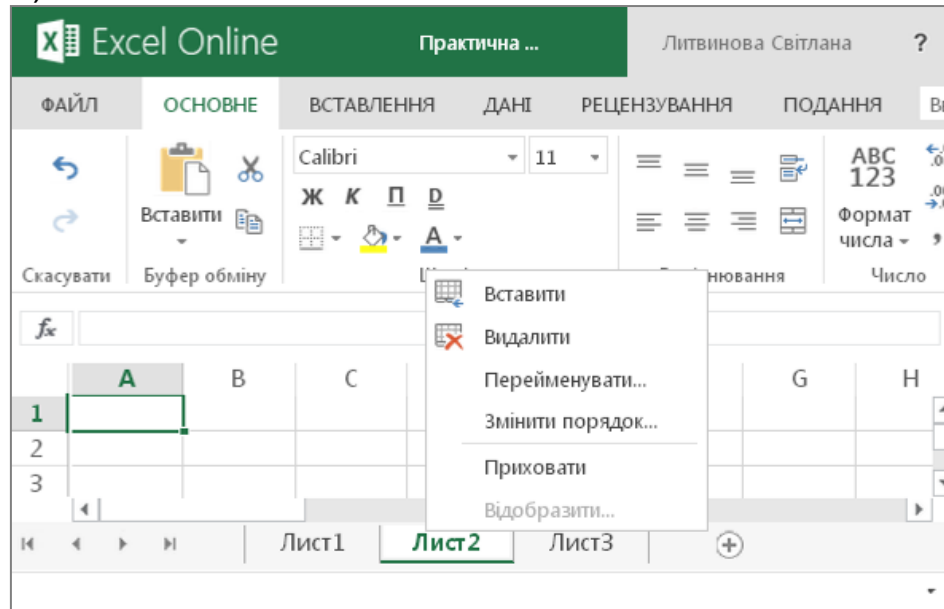 Excel Online Практична ... Литвинова Світлана ?
ФАЙЛ ОСНОВНЕ ВСТАВЛЕННЯ ДАНІ РЕЦЕНЗУВАННЯ ПОДАННЯ
Calibri 11
ABC
123
Ж К П D
Вставити
Формат
числа
A
Скасувати Буфер обміну Число
Вставити
fx
Видалити
A B C G H
Перейменувати...
1
Змінити порядок...
2
Приховати
3
Відобразити...
Лист1 Лист2 Лист3